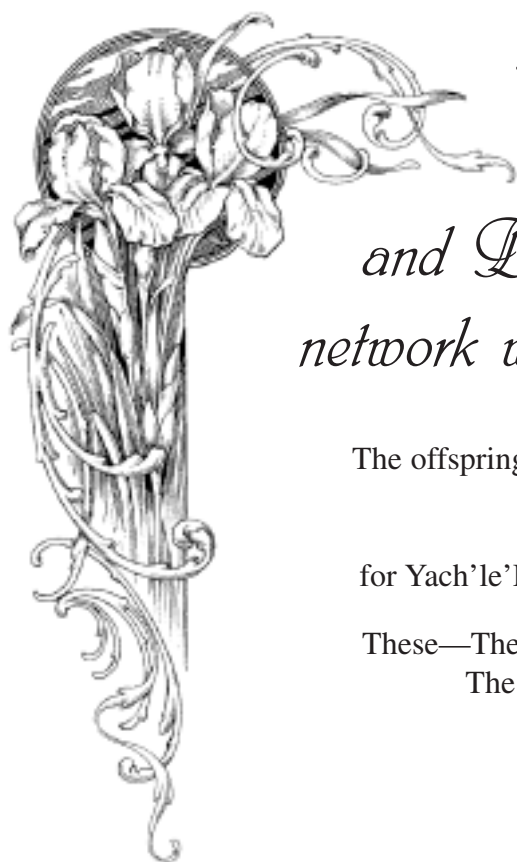 and
network
The offspring
for Yach'le'
These—The
The